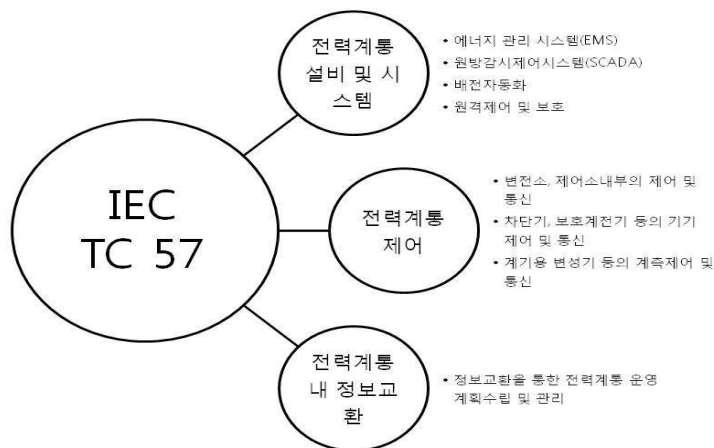 IEC
TC 57
전력계통
설비 및 시
스템
• 에너지 관리 시스템(EMS)
• 원방감시제어시스템(SCADA)
• 배전자동화
• 원격제어 및 보호
전력계통
제어
• 변전소, 제어소내부의 제어 및
통신
• 차단기, 보호계전기 등의 기기
제어 및 통신
• 계기용 변성기 등의 계측제어 및
통신
전력계통
내 정보교
환
• 정보교환을 통한 전력계통 운영
계획수립 및 관리